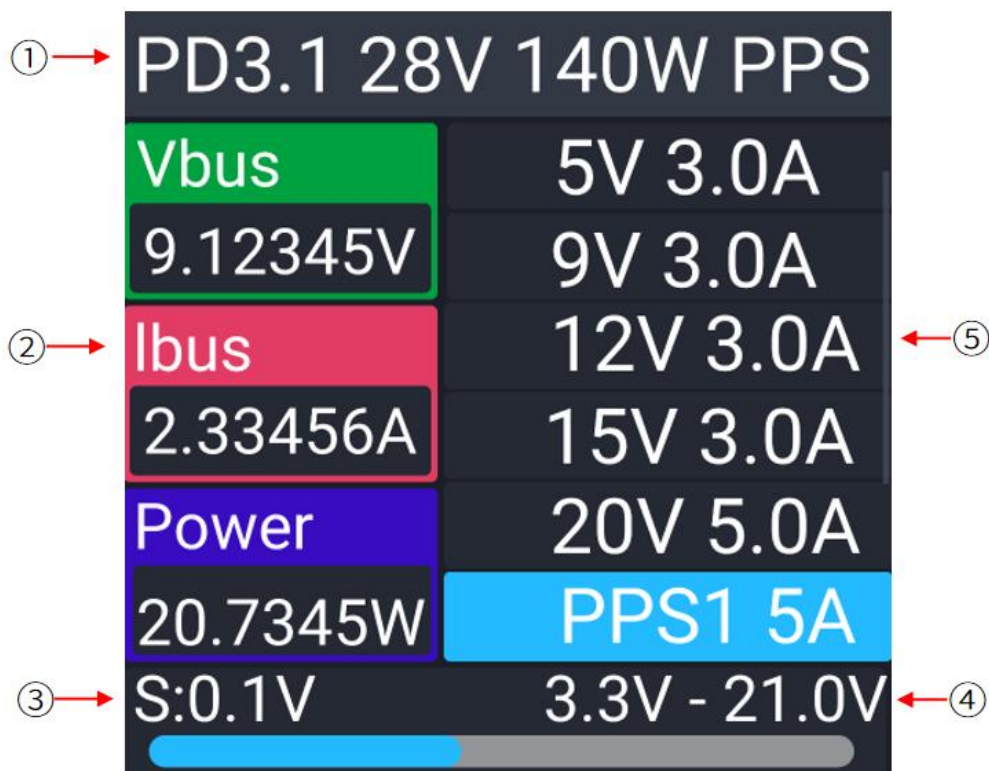 ① PD3.1 28V 140W PPS
Vbus
9.12345V
② Ibus
2.33456A
Power
20.7345W
5V 3.0A
9V 3.0A
12V 3.0A ⑤
15V 3.0A
20V 5.0A
PPS1 5A
③ S:0.1V
3.3V - 21.0V ④